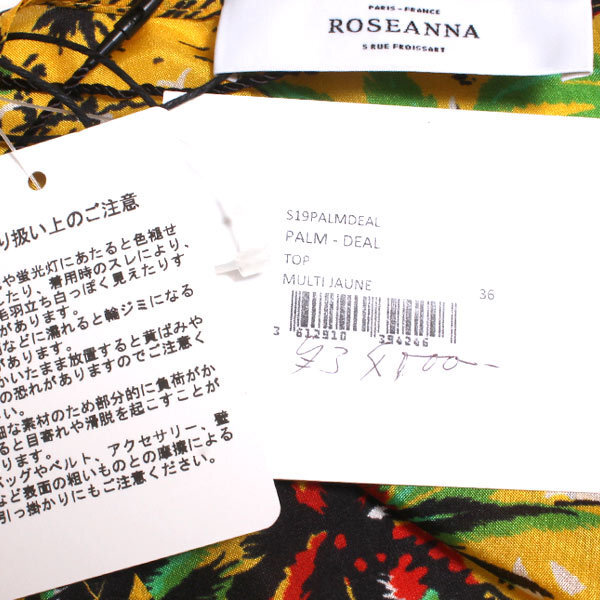 PARIS - FRANCE
ROSEANNA
5 RUE FROISSART
S19PALMDEAL
PALM - DEAL
TOP
MULTI JAUNE
36
3 612910 394246
り扱い上のご注意
や蛍光灯にあたると色褪せ
したり、着用時のスレにより、
毛羽立ち白っぽく見えたりす
があります。
などに濡れると輪ジミになる
があります。
かいたまま放置すると黄ばみや
の恐れがありますのでご注意く
さい。
細な素材のため部分的に負荷がか
ると目寄れや滑脱を起こすことが
ります。
バッグやベルト、アクセサリー、壁
など表面の粗いものとの摩擦による
引っ掛かりにもご注意ください。